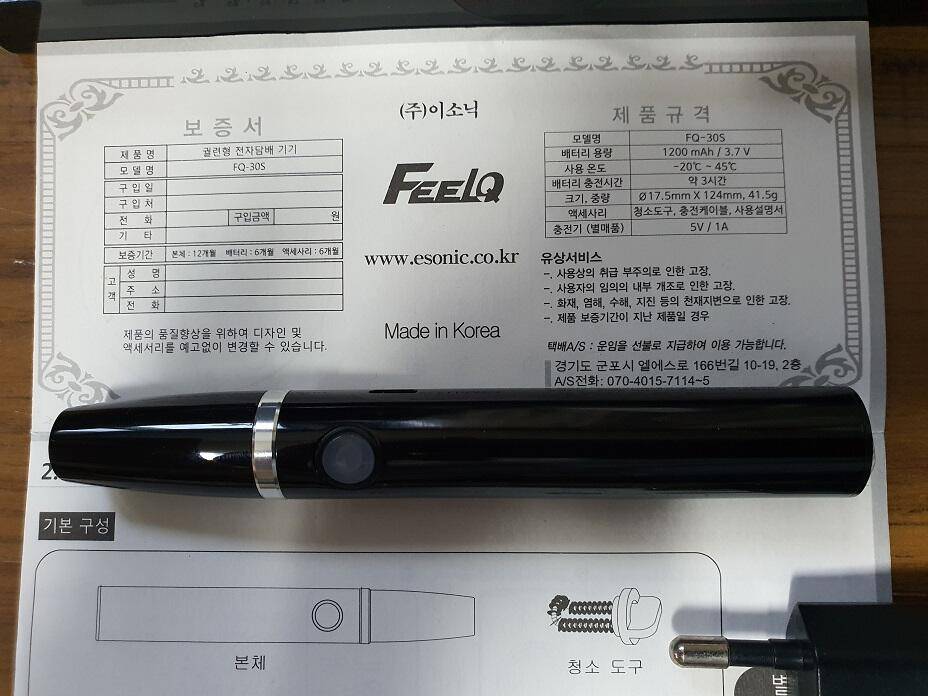 보증서
제품명 궐련형 전자담배 기기
모델명 FQ-30S
구입일
구입처
전화 구입금액 원
기타
보증기간 본체 : 12개월 배터리 : 6개월 액세사리 : 6개월
고객
성명
주소
전화
제품의 품질향상을 위하여 디자인 및
액세서리를 예고없이 변경할 수 있습니다.
(주)이소닉
FEELQ
www.esonic.co.kr
Made in Korea
제품규격
모델명 FQ-30S
배터리 용량 1200 mAh / 3.7 V
사용 온도 -20℃ ~ 45℃
배터리 충전시간 약 3시간
크기, 중량 Ø 17.5mm X 124mm, 41.5g
액세사리 청소도구, 충전케이블, 사용설명서
충전기 (별매품) 5V / 1A
유상서비스
-. 사용상의 취급 부주의로 인한 고장.
-. 사용자의 임의의 내부 개조로 인한 고장.
-. 화재, 염해, 수해, 지진 등의 천재지변으로 인한 고장.
-. 제품 보증기간이 지난 제품일 경우
택배A/S : 운임을 선불로 지급하여 이용 가능합니다.
경기도 군포시 엘에스로 166번길 10-19, 2층
A/S전화: 070-4015-7114~5
2.
기본 구성
본체
청소 도구
별